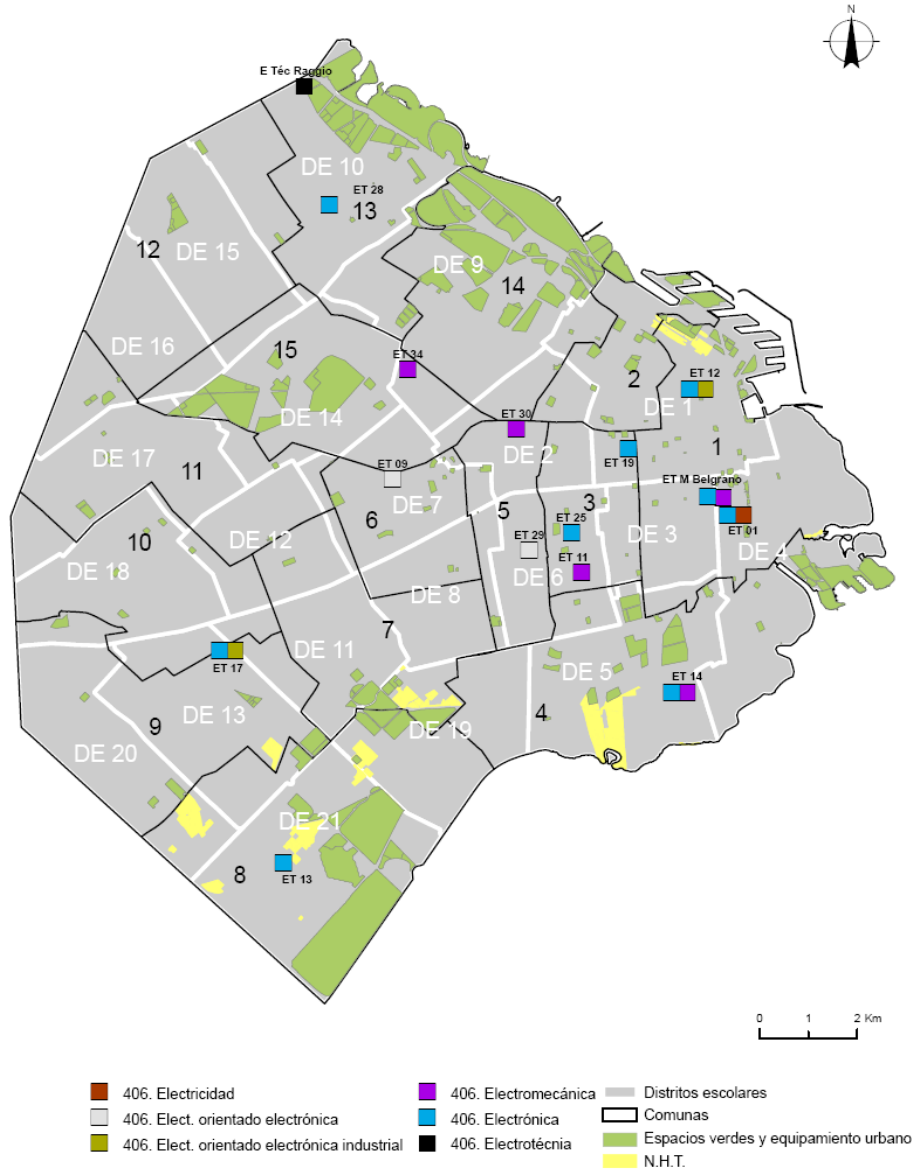 N
E Téc Raggio
DE 10
ET 28
13
12
DE 15
DE 9
14
DE 16
15
ET 34
2
ET 12
DE 14
DE 1
ET 30
1
DE 2
ET 19
DE 17
11
ET 09
ET M Belgrano
DE 7
6
5
3
ET 25
ET 01
10
DE 12
ET 29
DE 3
DE 4
DE 18
ET 11
DE 6
DE 8
7
DE 11
ET 17
DE 5
ET 14
DE 13
9
4
DE 19
DE 20
DE 21
8
ET 13
0 1 2 Km
406. Electricidad
406. Elect. orientado electrónica
406. Elect. orientado electrónica industrial
406. Electromecánica
406. Electrónica
406. Electrotécnia
Distritos escolares
Comunas
Espacios verdes y equipamiento urbano
N.H.T.